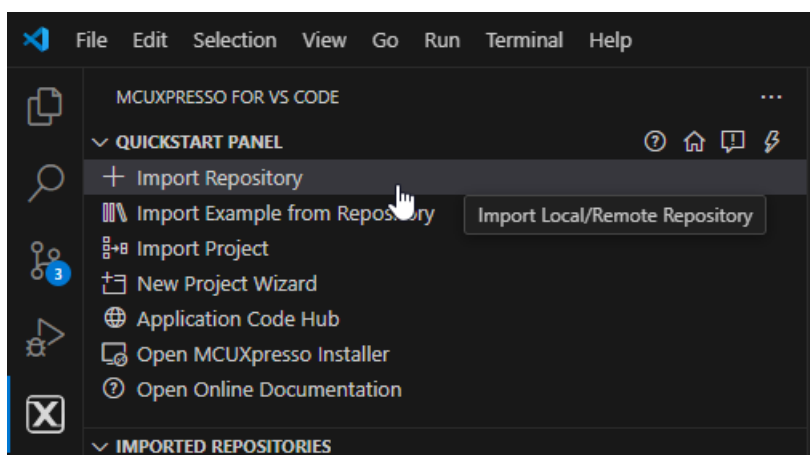 File Edit Selection View Go Run Terminal Help
MCUXPRESSO FOR VS CODE
QUICKSTART PANEL
Import Repository
Import Example from Repository
Import Local/Remote Repository
Import Project
New Project Wizard
3
Application Code Hub
Open MCUXpresso Installer
Open Online Documentation
IMPORTED REPOSITORIES